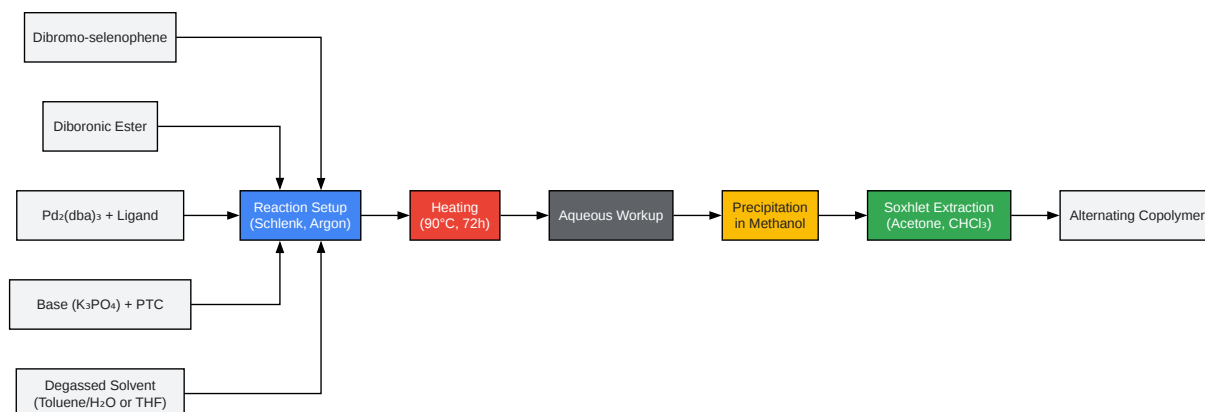 Dibromo-selenophene
Diboronic Ester
Pd₂(dba)₃ + Ligand
Base (K₃PO₄) + PTC
Degassed Solvent
(Toluene/H₂O or THF)
Reaction Setup
(Schlenk, Argon)
Heating
(90°C, 72h)
Aqueous Workup
Precipitation
in Methanol
Soxhlet Extraction
(Acetone, CHCl₃)
Alternating Copolymer